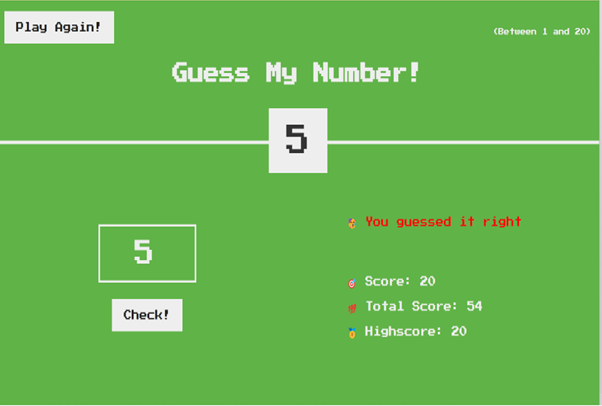 Play Again!
(Between 1 and 20)
Guess My Number!
5
5
Check!
You guessed it right
Score: 20
Total Score: 54
Highscore: 20